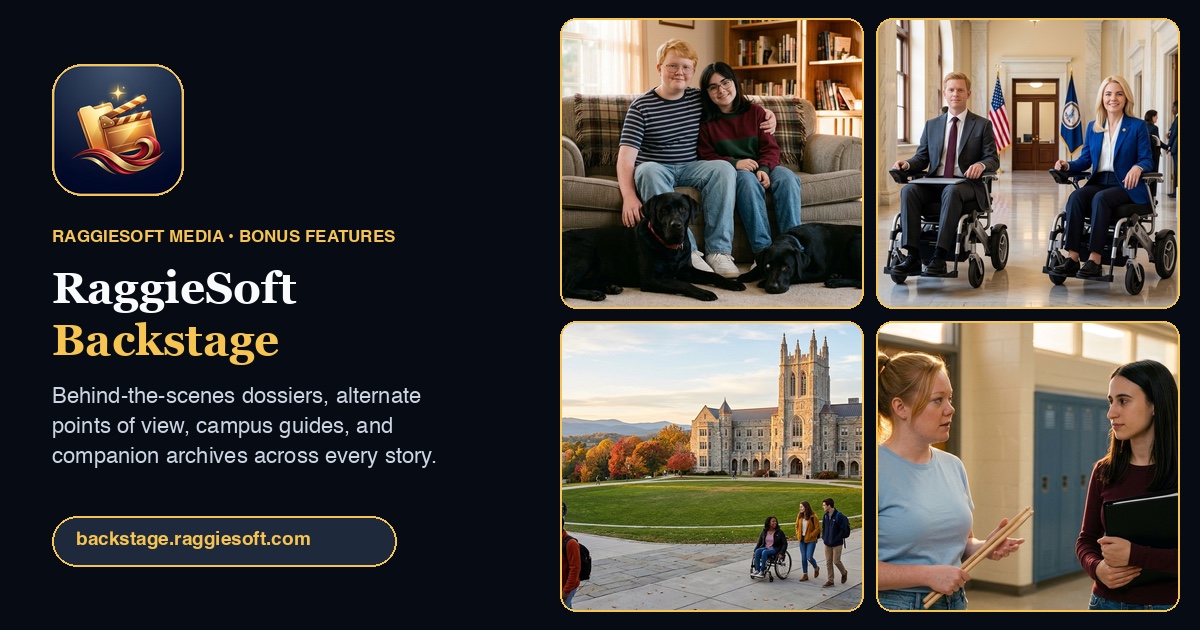 RAGGIESOFT MEDIA • BONUS FEATURES
RaggieSoft
Backstage
Behind-the-scenes dossiers, alternate
points of view, campus guides, and
companion archives across every story.
backstage.raggiesoft.com